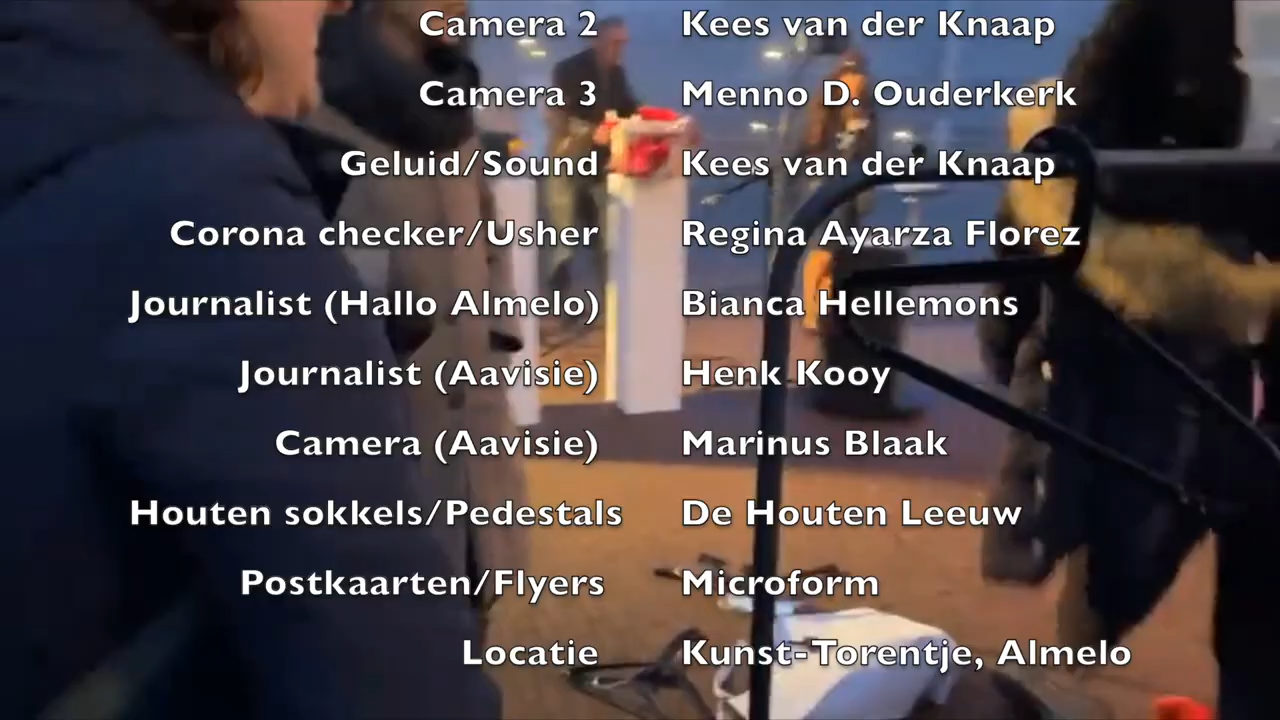 Camera 2 Kees van der Knaap
Camera 3 Menno D. Ouderkerk
Geluid/Sound Kees van der Knaap
Corona checker/Usher Regina Ayarza Florez
Journalist (Hallo Almelo) Bianca Hellemons
Journalist (Aavisie) Henk Kooy
Camera (Aavisie) Marinus Blaak
Houten sokkels/Pedestals De Houten Leeuw
Postkaarten/Flyers Microform
Locatie Kunst-Torentje, Almelo